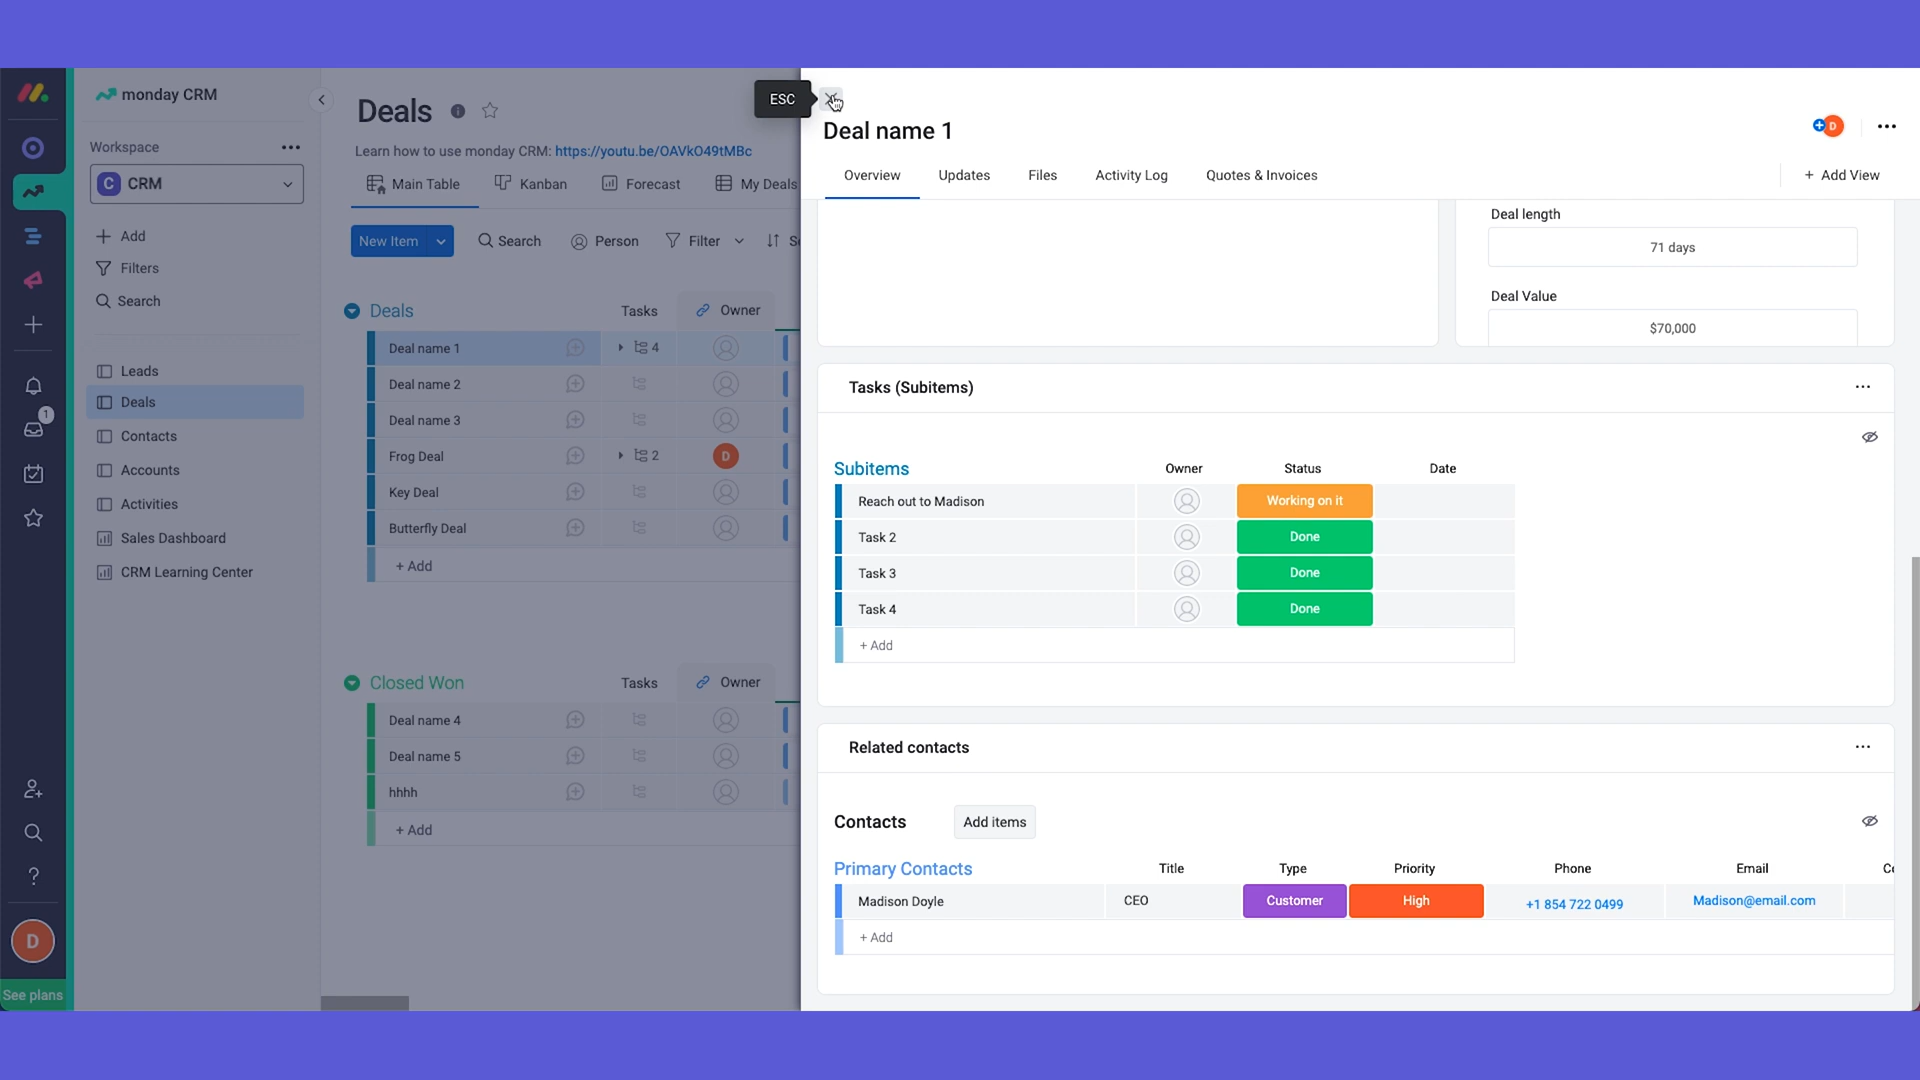 monday CRM
Workspace
C CRM
Add
Filters
Search
Leads
Deals
Contacts
Accounts
Activities
Sales Dashboard
CRM Learning Center
1
D
See plans
Deals
Learn how to use monday CRM: https://youtu.be/OAVkO49tMBc
Main Table Kanban Forecast My Deals
New Item Search Person Filter
Deals Tasks Owner
Deal name 1 4
Deal name 2
Deal name 3
Frog Deal 2 D
Key Deal
Butterfly Deal
+ Add
Closed Won Tasks Owner
Deal name 4
Deal name 5
hhhh
+ Add
ESC
Deal name 1
D
Overview Updates Files Activity Log Quotes & Invoices + Add View
Deal length
71 days
Deal Value
$70,000
Tasks (Subitems)
Subitems Owner Status Date
Reach out to Madison Working on it
Task 2 Done
Task 3 Done
Task 4 Done
+ Add
Related contacts
Contacts Add items
Primary Contacts Title Type Priority Phone Email
Madison Doyle CEO Customer High +1 854 722 0499 Madison@email.com
+ Add